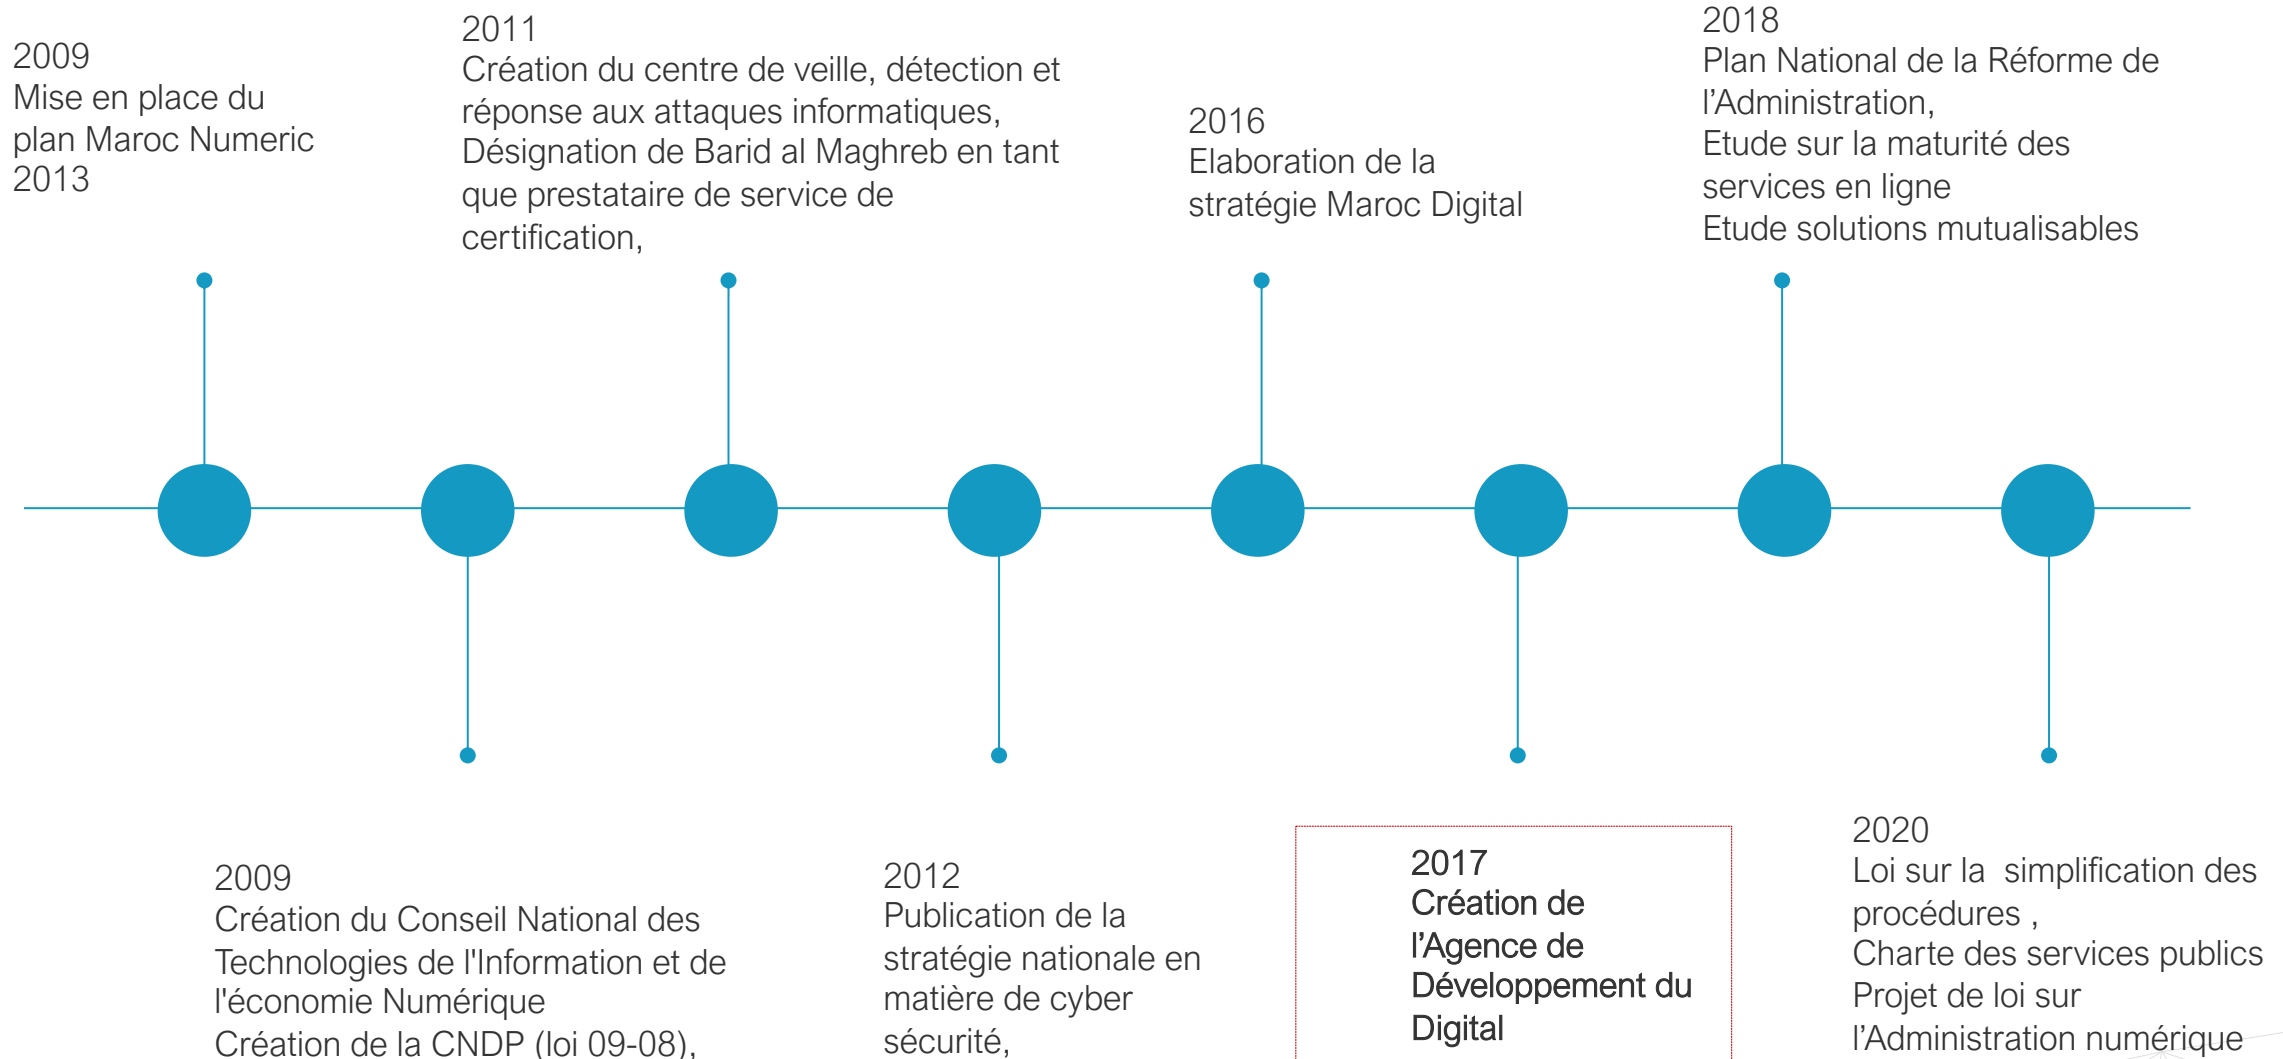 2009
Mise en place du
plan Maroc Numeric
2013
2011
Création du centre de veille, détection et
réponse aux attaques informatiques,
Désignation de Barid al Maghreb en tant
que prestataire de service de
certification,
2016
Elaboration de la
stratégie Maroc Digital
2018
Plan National de la Réforme de
l’Administration,
Etude sur la maturité des
services en ligne
Etude solutions mutualisables
2009
Création du Conseil National des
Technologies de l'Information et de
l'économie Numérique
Création de la CNDP (loi 09-08),
2012
Publication de la
stratégie nationale en
matière de cyber
sécurité,
2017
Création de
l’Agence de
Développement du
Digital
2020
Loi sur la  simplification des
procédures ,
Charte des services publics
Projet de loi sur
l’Administration numérique